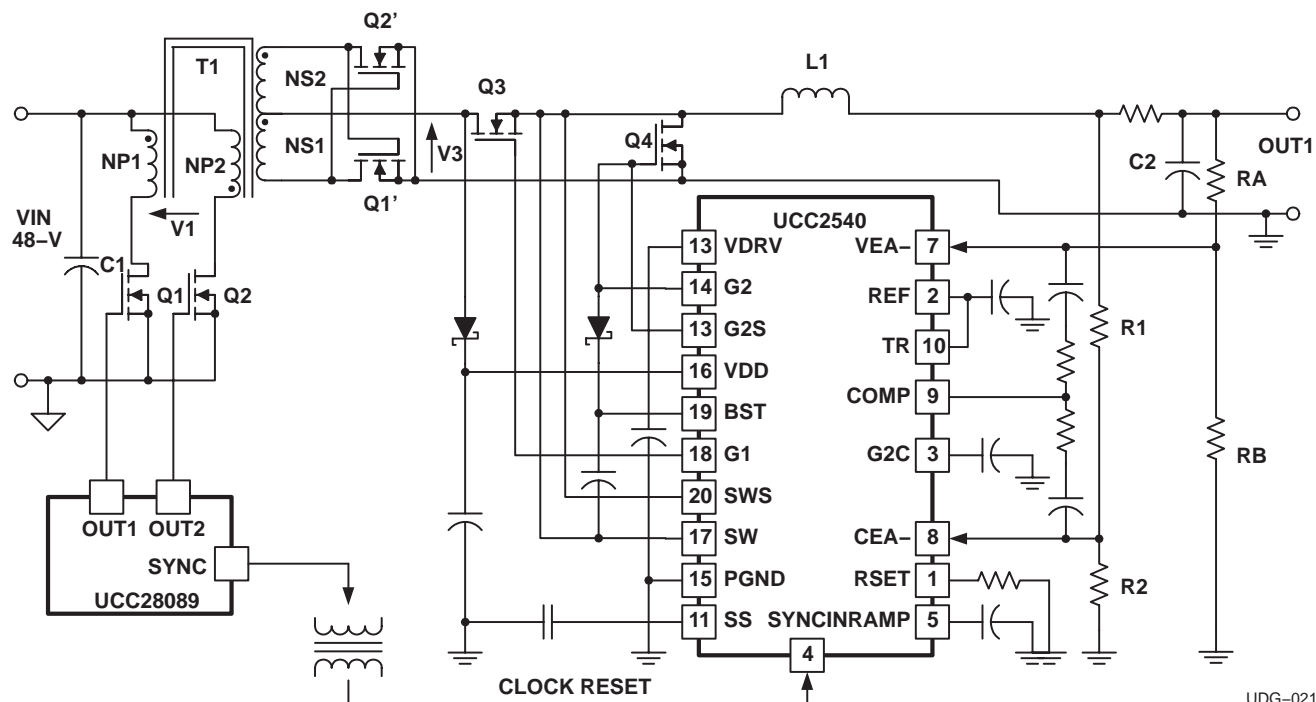 Q2'
T1
NS2
Q3
L1
NP1
NP2
NS1
V3
Q4
OUT1
C2
RA
VIN
48–V
V1
Q1'
UCC2540
C1
Q1
Q2
13 VDRV
VEA– 7
14 G2
REF 2
13 G2S
TR 10
R1
16 VDD
COMP 9
19 BST
18 G1
G2C 3
RB
20 SWS
OUT1 OUT2
17 SW
CEA– 8
SYNC
15 PGND
RSET 1
R2
UCC28089
11 SS
SYNCINRAMP 5
4
CLOCK RESET
UDG–021